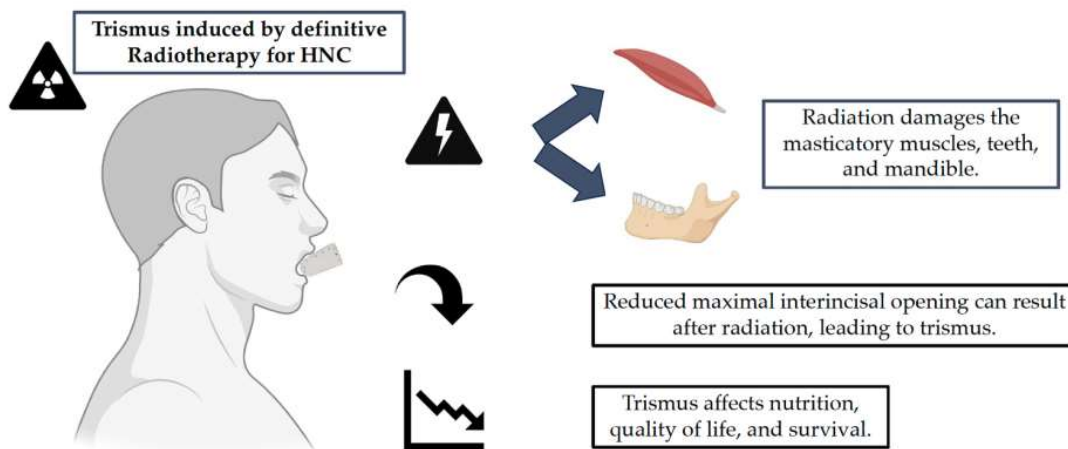 Trismus induced by definitive
Radiotherapy for HNC
Radiation damages the
masticatory muscles, teeth,
and mandible.
Reduced maximal interincisal opening can result
after radiation, leading to trismus.
Trismus affects nutrition,
quality of life, and survival.